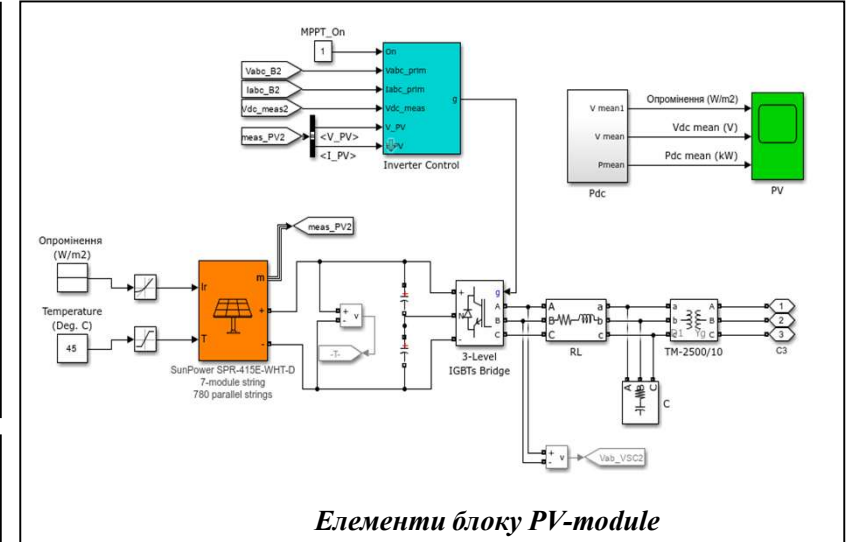 MPPT_On
1
On
Vabc_B2
Vabc_prim
Iabc_B2
Iabc_prim
g
Vdc_meas2
Vdc_meas
meas_PV2
V_PV
<V_PV>
<I_PV>
Inverter Control
V mean1
Опромінення (W/m2)
V mean
Vdc mean (V)
Pmean
Pdc mean (kW)
Pdc
PV
meas_PV2
Опромінення
(W/m2)
Ir
m
+
Temperature
(Deg. C)
45
T
-
SunPower SPR-415E-WHT-D
7-module string
780 parallel strings
+
-
v
-T-
+
N
-
g
A
B
C
3-Level
IGBTs Bridge
A
B
C
a
b
c
RL
a
b
c
A
B
C
D1
Yg
TM-2500/10
1
2
3
C3
A
B
C
C
+
-
v
Vab_VSC2
Елементи блоку PV-module